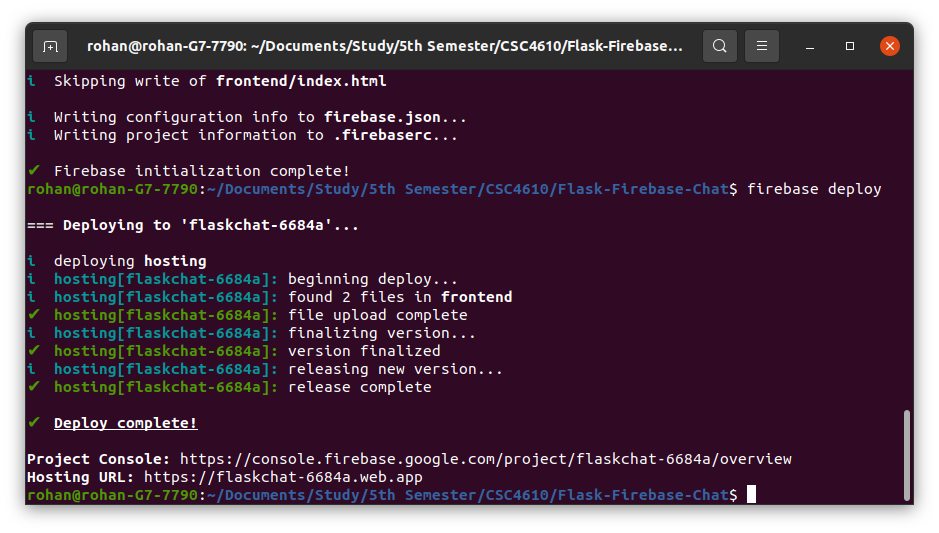 rohan@rohan-G7-7790: ~/Documents/Study/5th Semester/CSC4610/Flask-Firebase...
i Skipping write of frontend/index.html
i Writing configuration info to firebase.json...
i Writing project information to .firebaserc...
✔ Firebase initialization complete!
rohan@rohan-G7-7790:~/Documents/Study/5th Semester/CSC4610/Flask-Firebase-Chat$ firebase deploy
=== Deploying to 'flaskchat-6684a'...
i deploying hosting
i hosting[flaskchat-6684a]: beginning deploy...
i hosting[flaskchat-6684a]: found 2 files in frontend
✔ hosting[flaskchat-6684a]: file upload complete
i hosting[flaskchat-6684a]: finalizing version...
✔ hosting[flaskchat-6684a]: version finalized
i hosting[flaskchat-6684a]: releasing new version...
✔ hosting[flaskchat-6684a]: release complete
✔ Deploy complete!
Project Console: https://console.firebase.google.com/project/flaskchat-6684a/overview
Hosting URL: https://flaskchat-6684a.web.app
rohan@rohan-G7-7790:~/Documents/Study/5th Semester/CSC4610/Flask-Firebase-Chat$